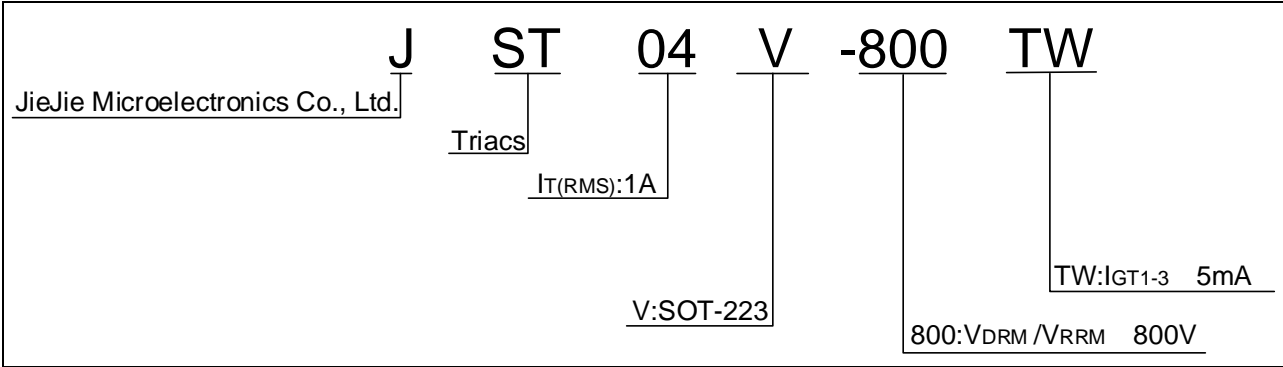 J ST 04 V -800 TW
JieJie Microelectronics Co., Ltd.
Triacs
IT(RMS):1A
TW:IGT1-3 5mA
V:SOT-223
800:VDRM /VRRM 800V